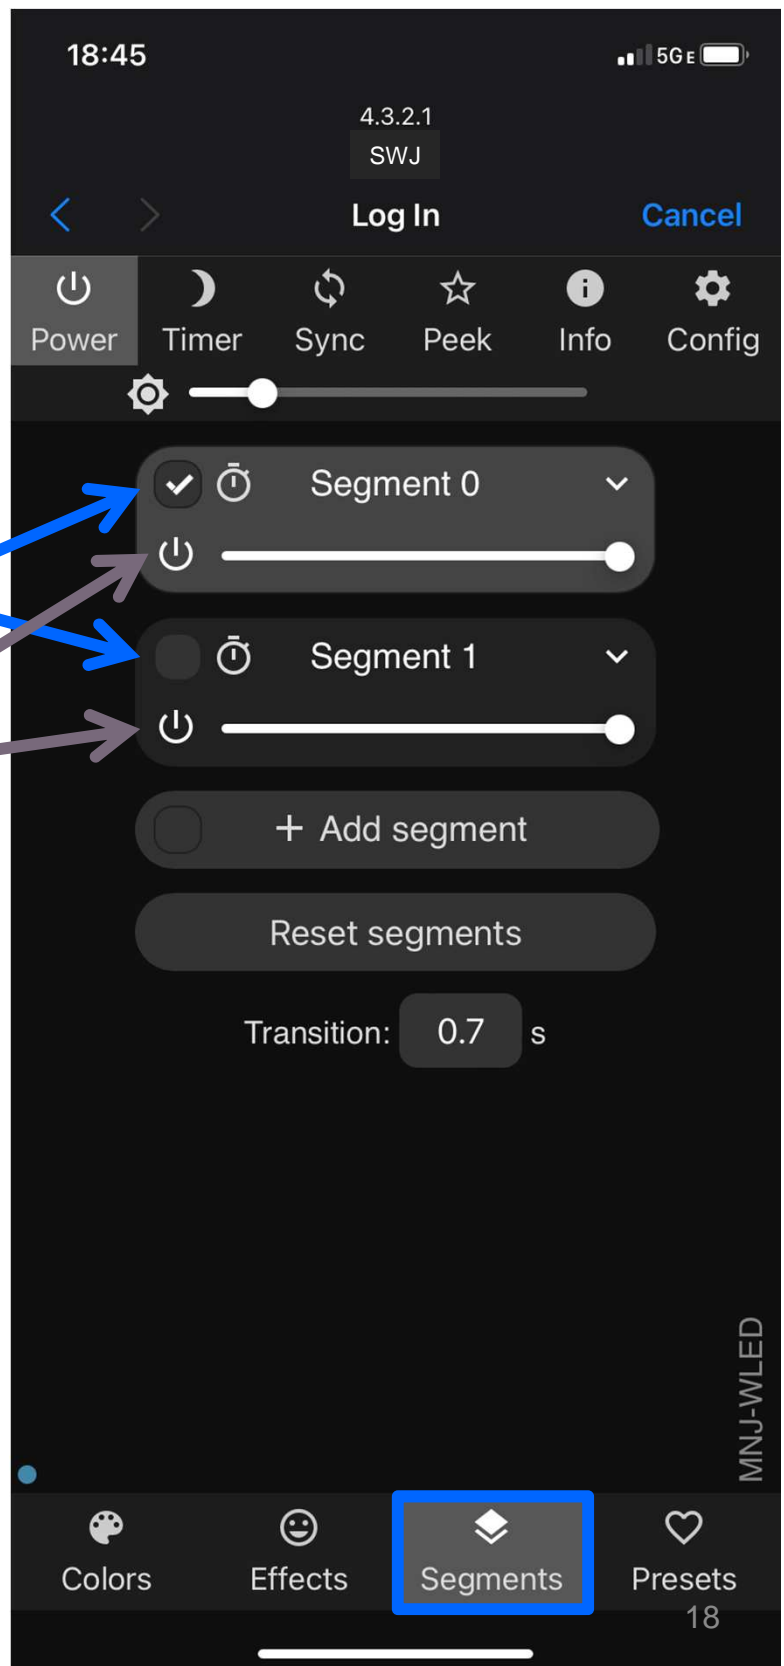 18:45 5GE
4.3.2.1
SWJ
Log In Cancel
Power Timer Sync Peek Info Config
Segment 0
Segment 1
+ Add segment
Reset segments
Transition: 0.7 s
MNJ-WLED
Colors Effects Segments Presets
18